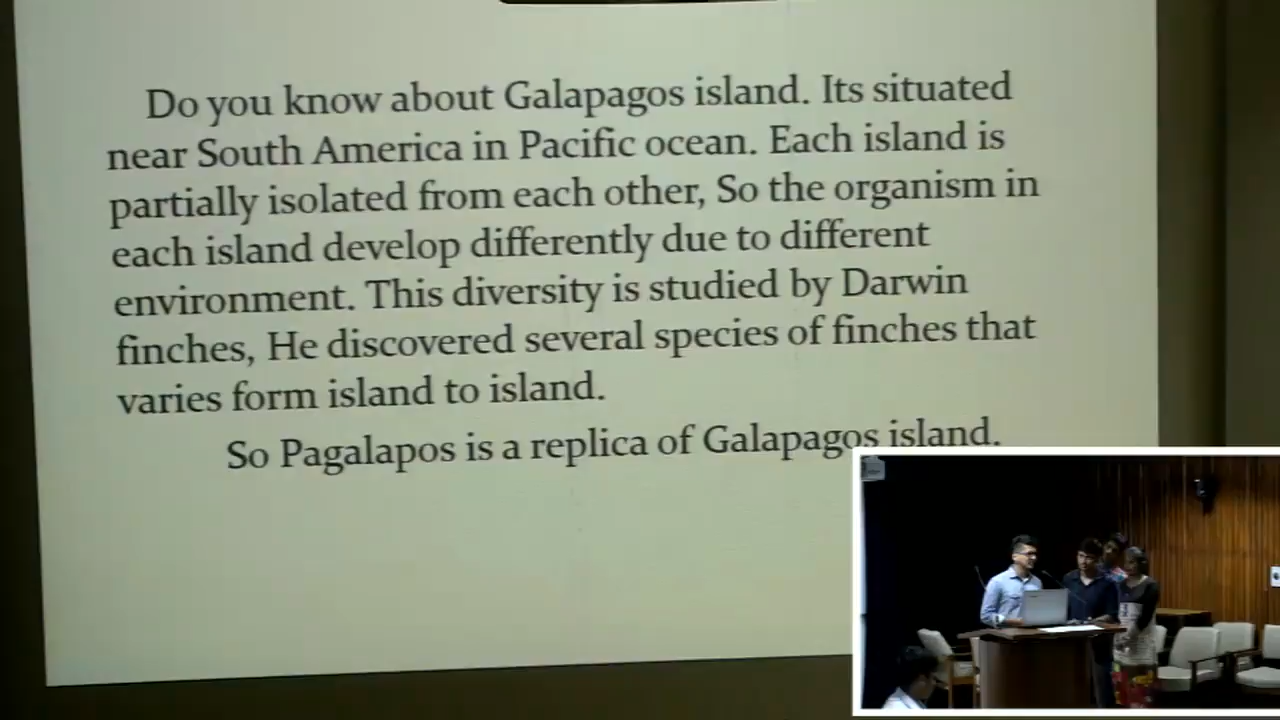 Do you know about Galapagos island. Its situated
near South America in Pacific ocean. Each island is
partially isolated from each other, So the organism in
each island develop differently due to different
environment. This diversity is studied by Darwin
finches, He discovered several species of finches that
varies form island to island.
So Pagalapos is a replica of Galapagos island.